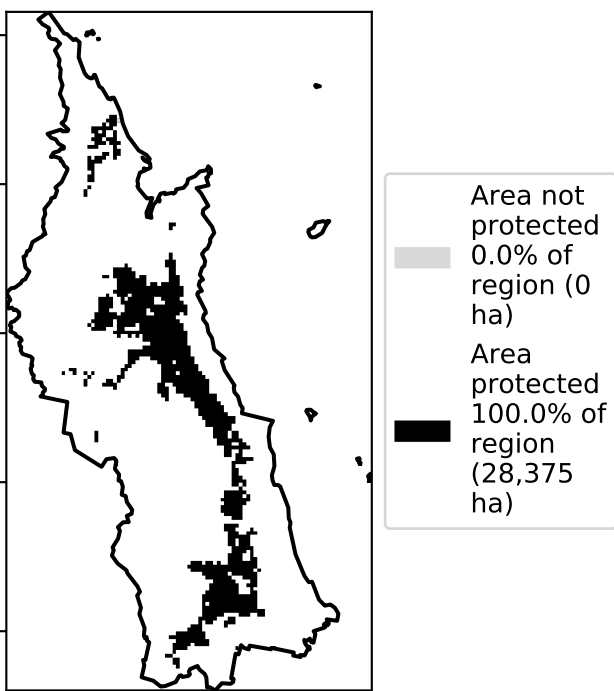 Area not
protected
0.0% of
region (0
ha)
Area
protected
100.0% of
region
(28,375
ha)